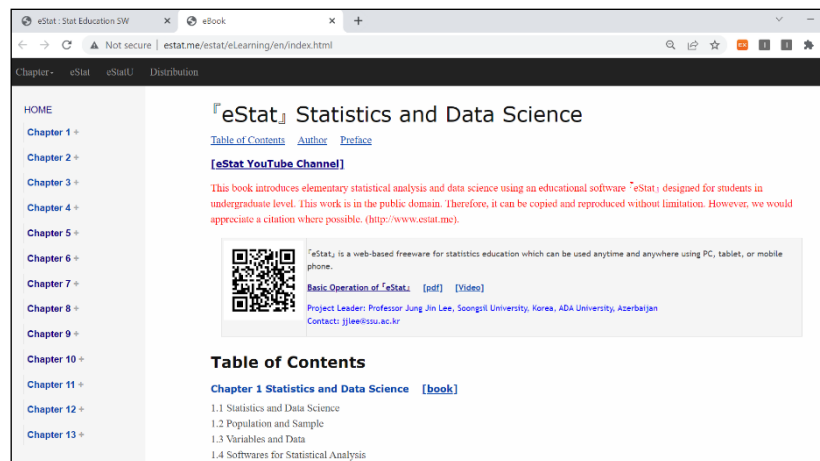 eStat : Stat Education SW
eBook
Not secure | estat.me/estat/eLearning/en/index.html
Chapter eStat eStatU Distribution
HOME
Chapter 1 +
Chapter 2 +
Chapter 3 +
Chapter 4 +
Chapter 5 +
Chapter 6 +
Chapter 7 +
Chapter 8 +
Chapter 9 +
Chapter 10 +
Chapter 11 +
Chapter 12 +
Chapter 13 +
『eStat』 Statistics and Data Science
Table of Contents Author Preface
[eStat YouTube Channel]
This book introduces elementary statistical analysis and data science using an educational software 『eStat』 designed for students in
undergraduate level. This work is in the public domain. Therefore, it can be copied and reproduced without limitation. However, we would
appreciate a citation where possible. (http://www.estat.me).
『eStat』 is a web-based freeware for statistics education which can be used anytime and anywhere using PC, tablet, or mobile
phone.
Basic Operation of 『eStat』 [pdf] [Video]
Project Leader: Professor Jung Jin Lee, Soongsil University, Korea, ADA University, Azerbaijan
Contact: jjlee@ssu.ac.kr
Table of Contents
Chapter 1 Statistics and Data Science [book]
1.1 Statistics and Data Science
1.2 Population and Sample
1.3 Variables and Data
1.4 Softwares for Statistical Analysis